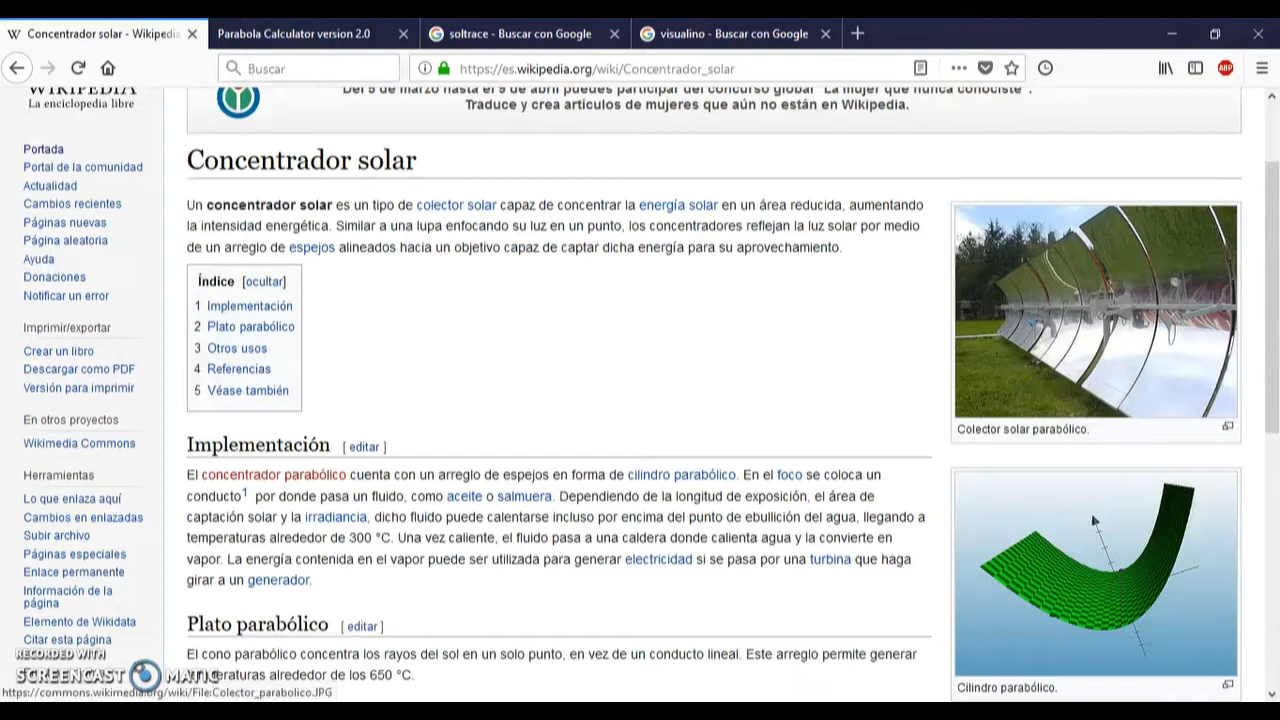 Concentrador solar - Wikipedia
Parabola Calculator version 2.0
soltrace - Buscar con Google
visualino - Buscar con Google
Buscar
https://es.wikipedia.org/wiki/Concentrador_solar
ABP
WIKIPEDIA
La enciclopedia libre
Del 5 de marzo hasta el 9 de abril puedes participar del concurso global "La mujer que nunca conociste".
Traduce y crea artículos de mujeres que aún no están en Wikipedia.
Portada
Portal de la comunidad
Actualidad
Cambios recientes
Páginas nuevas
Página aleatoria
Ayuda
Donaciones
Notificar un error
Imprimir/exportar
Crear un libro
Descargar como PDF
Versión para imprimir
En otros proyectos
Wikimedia Commons
Herramientas
Lo que enlaza aquí
Cambios en enlazadas
Subir archivo
Páginas especiales
Enlace permanente
Información de la
página
Elemento de Wikidata
Citar esta página
Concentrador solar
Un concentrador solar es un tipo de colector solar capaz de concentrar la energía solar en un área reducida, aumentando
la intensidad energética. Similar a una lupa enfocando su luz en un punto, los concentradores reflejan la luz solar por medio
de un arreglo de espejos alineados hacia un objetivo capaz de captar dicha energía para su aprovechamiento.
Índice [ocultar]
1 Implementación
2 Plato parabólico
3 Otros usos
4 Referencias
5 Véase también
Implementación [ editar ]
El concentrador parabólico cuenta con un arreglo de espejos en forma de cilindro parabólico. En el foco se coloca un
conducto1 por donde pasa un fluido, como aceite o salmuera. Dependiendo de la longitud de exposición, el área de
captación solar y la irradiancia, dicho fluido puede calentarse incluso por encima del punto de ebullición del agua, llegando a
temperaturas alrededor de 300 °C. Una vez caliente, el fluido pasa a una caldera donde calienta agua y la convierte en
vapor. La energía contenida en el vapor puede ser utilizada para generar electricidad si se pasa por una turbina que haga
girar a un generador.
Plato parabólico [ editar ]
El cono parabólico concentra los rayos del sol en un solo punto, en vez de un conducto lineal. Este arreglo permite generar
temperaturas alrededor de los 650 °C.
Colector solar parabólico.
Cilindro parabólico.
RECORDED WITH
SCREENCAST MATIC
https://commons.wikimedia.org/wiki/File:Colector_parabolico.JPG